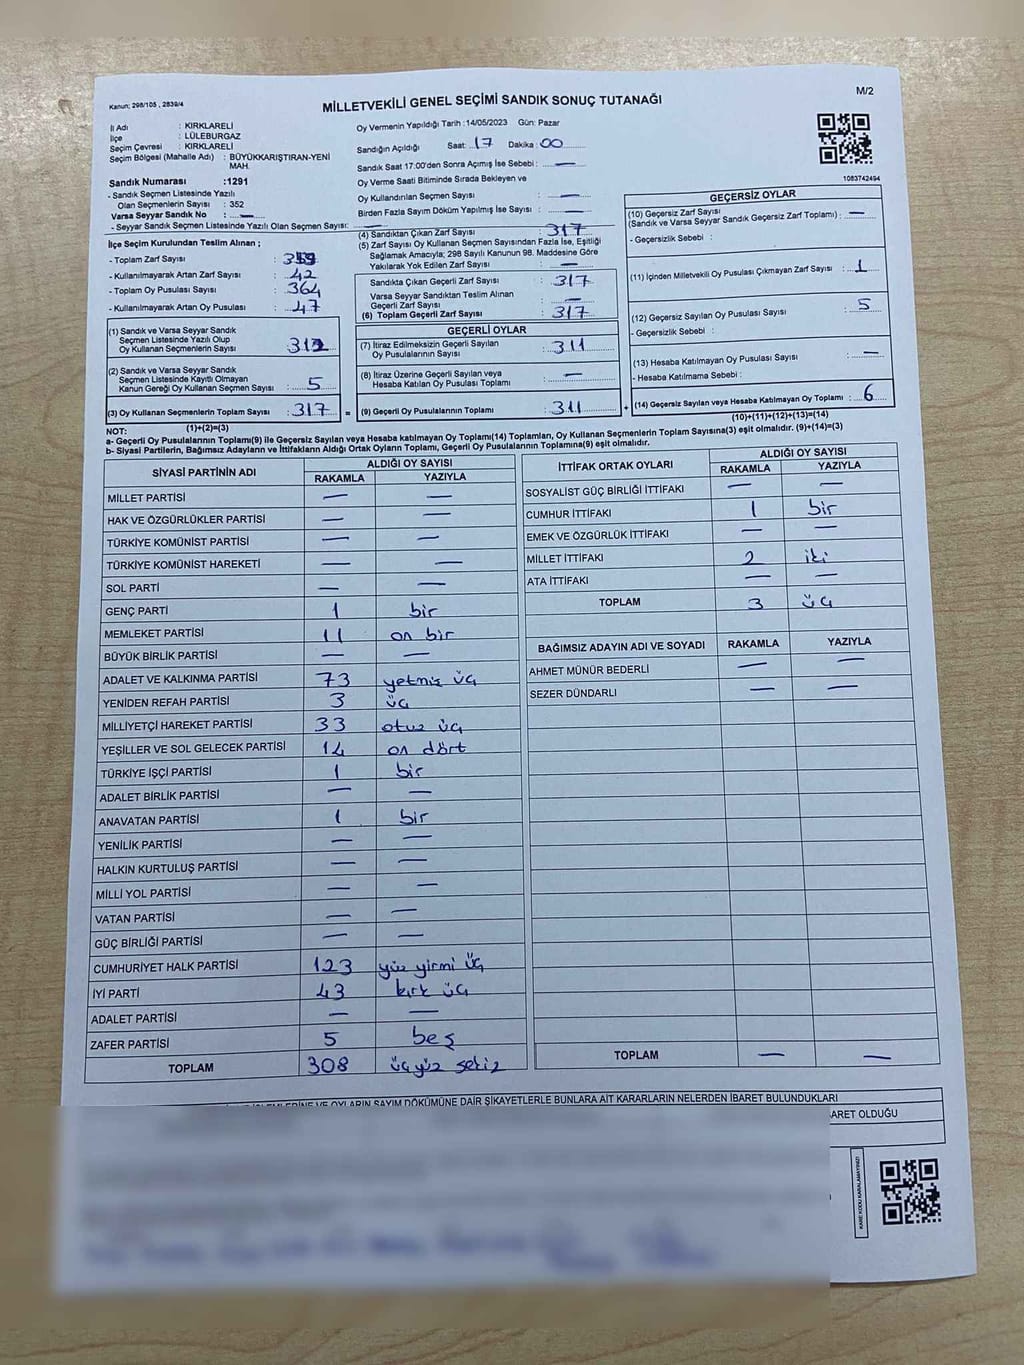 Kanun: 298/105 , 2839/4
M/2
MİLLETVEKİLİ GENEL SEÇİMİ SANDIK SONUÇ TUTANAĞI
İl Adı : KIRKLARELİ
İlçe : LÜLEBURGAZ
Seçim Çevresi : KIRKLARELİ
Seçim Bölgesi (Mahalle Adı) : BÜYÜKKARIŞTIRAN-YENİ MAH.
Sandık Numarası :1291
- Sandık Seçmen Listesinde Yazılı
Olan Seçmenlerin Sayısı : 352
Varsa Seyyar Sandık No : —
- Seyyar Sandık Seçmen Listesinde Yazılı Olan Seçmen Sayısı: —
İlçe Seçim Kurulundan Teslim Alınan ;
- Toplam Zarf Sayısı :
- Kullanılmayarak Artan Zarf Sayısı : 42
- Toplam Oy Pusulası Sayısı : 364
- Kullanılmayarak Artan Oy Pusulası : 47
(1) Sandık ve Varsa Seyyar Sandık
Seçmen Listesinde Yazılı Olup
Oy Kullanan Seçmenlerin Sayısı : 312
(2) Sandık ve Varsa Seyyar Sandık
Seçmen Listesinde Kayıtlı Olmayan
Kanun Gereği Oy Kullanan Seçmen Sayısı : 5
(3) Oy Kullanan Seçmenlerin Toplam Sayısı : 317 =
(1)+(2)=(3)
Oy Vermenin Yapıldığı Tarih :14/05/2023 Gün: Pazar
Sandığın Açıldığı Saat: 17 Dakika : 00
Sandık Saat 17:00'den Sonra Açımış İse Sebebi : —
Oy Verme Saati Bitiminde Sırada Bekleyen ve
Oy Kullandırılan Seçmen Sayısı : —
Birden Fazla Sayım Döküm Yapılmış İse Sayısı : —
(4) Sandıktan Çıkan Zarf Sayısı : 317
(5) Zarf Sayısı Oy Kullanan Seçmen Sayısından Fazla İse, Eşitliği
Sağlamak Amacıyla; 298 Sayılı Kanunun 98. Maddesine Göre
Yakılarak Yok Edilen Zarf Sayısı : —
Sandıkta Çıkan Geçerli Zarf Sayısı : 317
Varsa Seyyar Sandıktan Teslim Alınan
Geçerli Zarf Sayısı : —
(6) Toplam Geçerli Zarf Sayısı : 317
GEÇERLİ OYLAR
(7) İtiraz Edilmeksizin Geçerli Sayılan
Oy Pusulalarının Sayısı : 311
(8) İtiraz Üzerine Geçerli Sayılan veya
Hesaba Katılan Oy Pusulası Toplamı : —
(9) Geçerli Oy Pusulalarının Toplamı : 311 +
1083742494
GEÇERSİZ OYLAR
(10) Geçersiz Zarf Sayısı
(Sandık ve Varsa Seyyar Sandık Geçersiz Zarf Toplamı) : —
- Geçersizlik Sebebi :
(11) İçinden Milletvekili Oy Pusulası Çıkmayan Zarf Sayısı : 1
(12) Geçersiz Sayılan Oy Pusulası Sayısı : 5
- Geçersizlik Sebebi :
(13) Hesaba Katılmayan Oy Pusulası Sayısı : —
- Hesaba Katılmama Sebebi :
(14) Geçersiz Sayılan veya Hesaba Katılmayan Oy Toplamı : 6
(10)+(11)+(12)+(13)=(14)
NOT:
a- Geçerli Oy Pusulalarının Toplamı(9) ile Geçersiz Sayılan veya Hesaba katılmayan Oy Toplamı(14) Toplamları, Oy Kullanan Seçmenlerin Toplam Sayısına(3) eşit olmalıdır. (9)+(14)=(3)
b- Siyasi Partilerin, Bağımsız Adayların ve İttifakların Aldığı Ortak Oyların Toplamı, Geçerli Oy Pusulalarının Toplamına(9) eşit olmalıdır.
SİYASİ PARTİNİN ADI ALDIĞI OY SAYISI
RAKAMLA YAZIYLA
MİLLET PARTİSİ — —
HAK VE ÖZGÜRLÜKLER PARTİSİ — —
TÜRKİYE KOMÜNİST PARTİSİ — —
TÜRKİYE KOMÜNİST HAREKETİ — —
SOL PARTİ — —
GENÇ PARTİ 1 bir
MEMLEKET PARTİSİ 11 on bir
BÜYÜK BİRLİK PARTİSİ — —
ADALET VE KALKINMA PARTİSİ 73 yetmiş üç
YENİDEN REFAH PARTİSİ 3 üç
MİLLİYETÇİ HAREKET PARTİSİ 33 otuz üç
YEŞİLLER VE SOL GELECEK PARTİSİ 14 on dört
TÜRKİYE İŞÇİ PARTİSİ 1 bir
ADALET BİRLİK PARTİSİ — —
ANAVATAN PARTİSİ 1 bir
YENİLİK PARTİSİ — —
HALKIN KURTULUŞ PARTİSİ — —
MİLLİ YOL PARTİSİ — —
VATAN PARTİSİ — —
GÜÇ BİRLİĞİ PARTİSİ — —
CUMHURİYET HALK PARTİSİ 123 yüz yirmi üç
İYİ PARTİ 43 kırk üç
ADALET PARTİSİ — —
ZAFER PARTİSİ 5 beş
TOPLAM 308 üçyüz sekiz
İTTİFAK ORTAK OYLARI ALDIĞI OY SAYISI
RAKAMLA YAZIYLA
SOSYALİST GÜÇ BİRLİĞİ İTTİFAKI — —
CUMHUR İTTİFAKI 1 bir
EMEK VE ÖZGÜRLÜK İTTİFAKI — —
MİLLET İTTİFAKI 2 iki
ATA İTTİFAKI — —
TOPLAM 3 üç
BAĞIMSIZ ADAYIN ADI VE SOYADI RAKAMLA YAZIYLA
AHMET MÜNÜR BEDERLİ — —
SEZER DÜNDARLI — —
TOPLAM — —
VE OYLARIN SAYIM DÖKÜMÜNE DAİR ŞİKAYETLERLE BUNLARA AİT KARARLARIN NELERDEN İBARET BULUNDUKLARI
OLDUĞU
KARE KODU KARALAMAYINIZ!